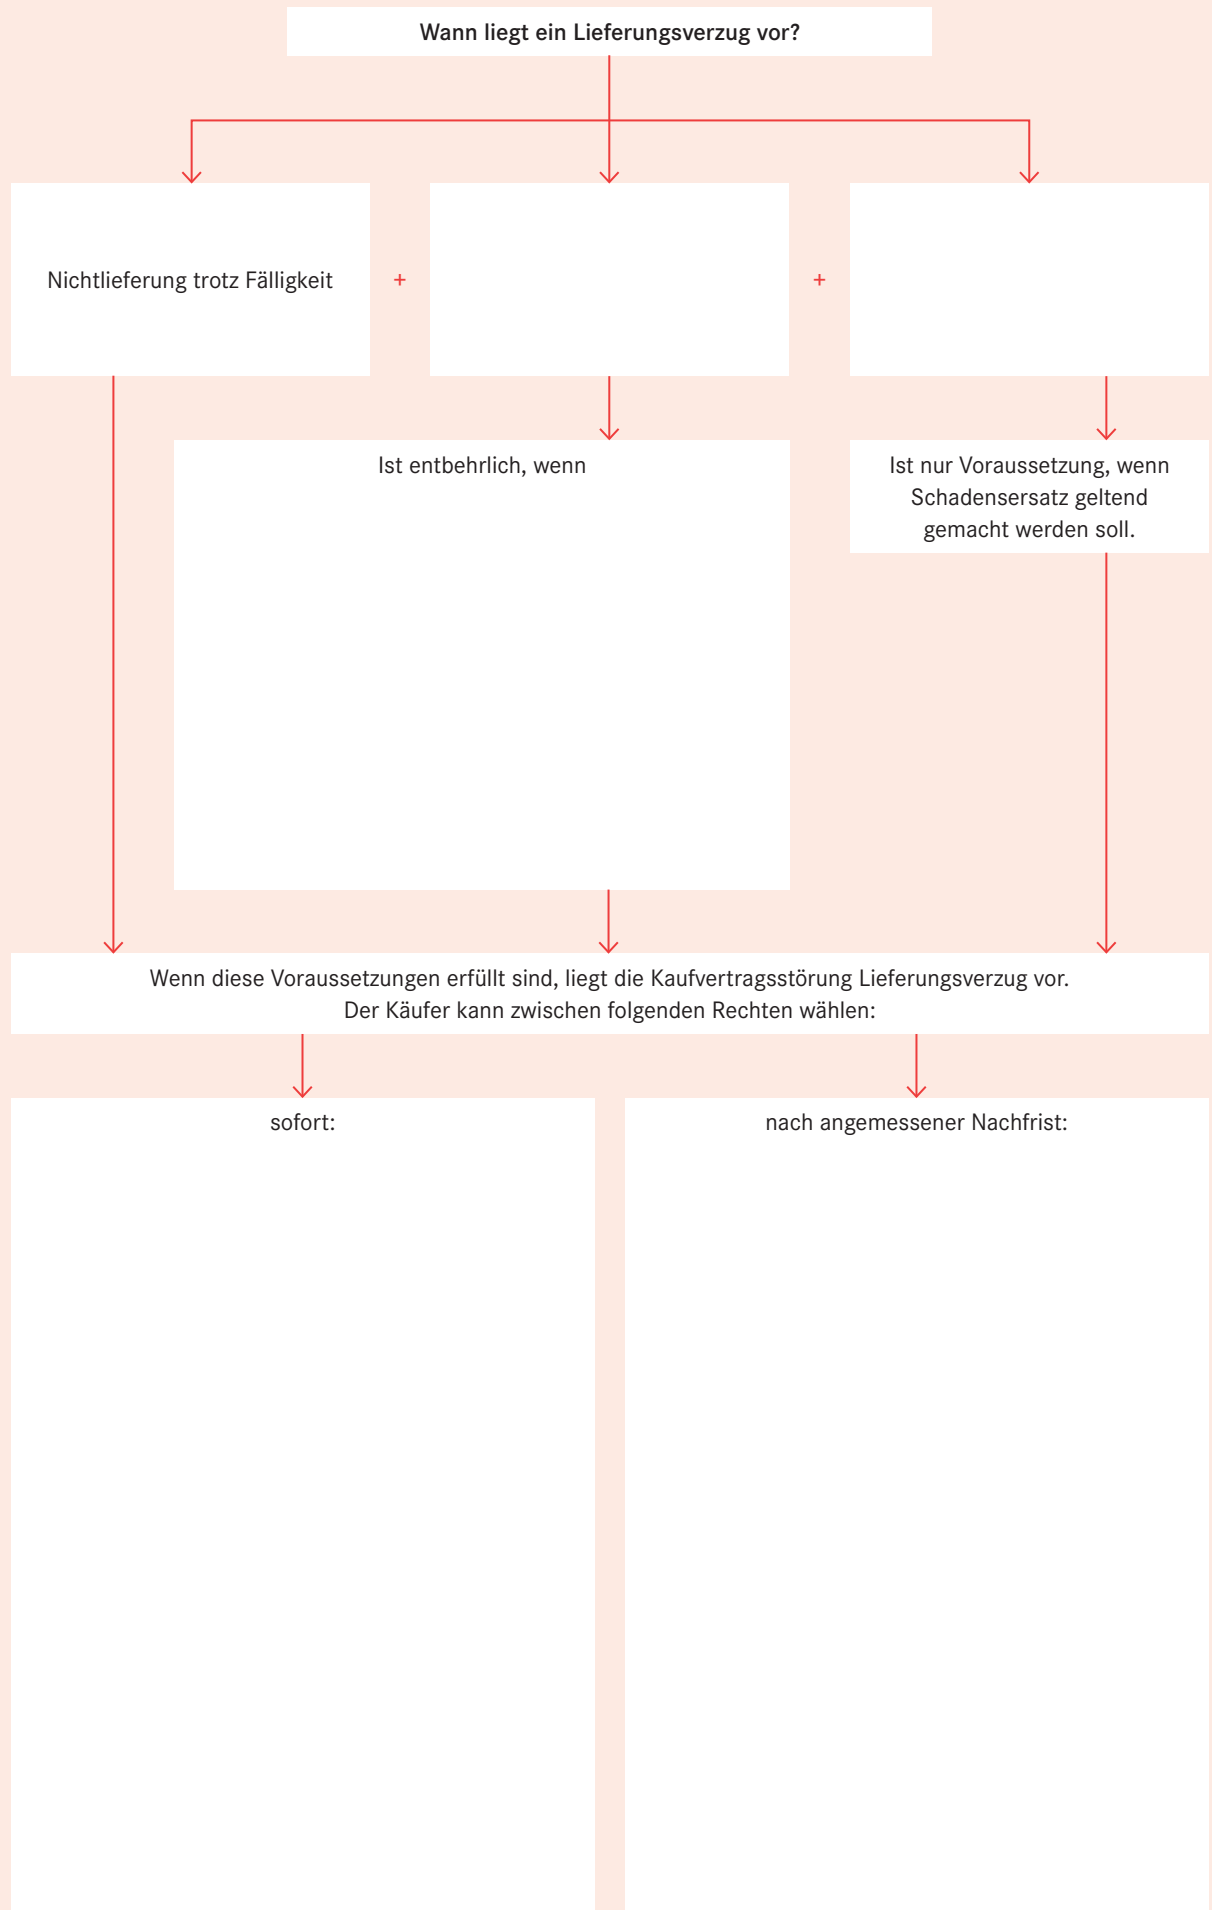 Wann liegt ein Lieferungsverzug vor?
Nichtlieferung trotz Fälligkeit
+
+
Ist entbehrlich, wenn
Ist nur Voraussetzung, wenn
Schadensersatz geltend
gemacht werden soll.
Wenn diese Voraussetzungen erfüllt sind, liegt die Kaufvertragsstörung Lieferungsverzug vor.
Der Käufer kann zwischen folgenden Rechten wählen:
sofort:
nach angemessener Nachfrist: